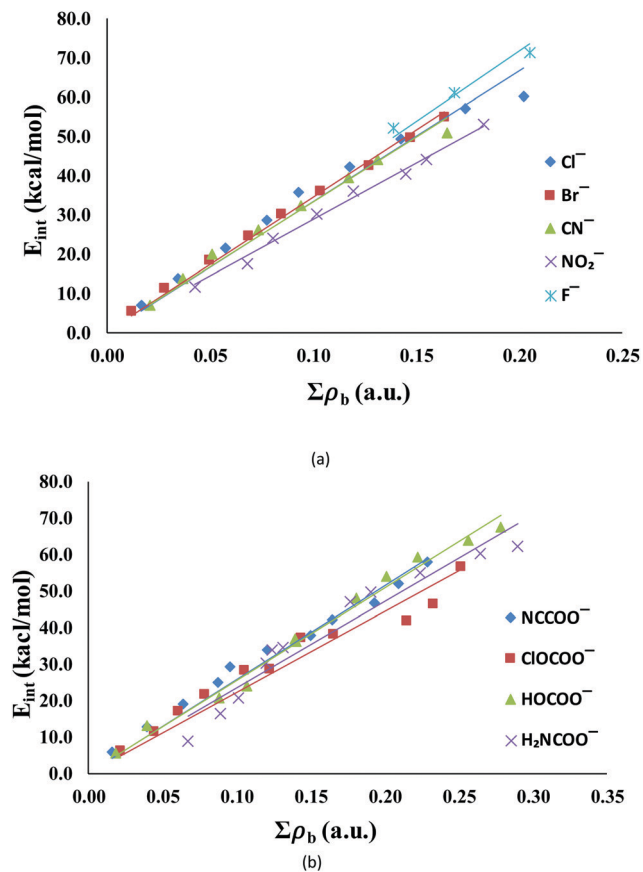 80.0
70.0
60.0
50.0
40.0
30.0
20.0
10.0
0.0
E_int (kcal/mol)
Cl⁻
Br⁻
CN⁻
NO₂⁻
F⁻
0.00 0.05 0.10 0.15 0.20 0.25
Σρ_b (a.u.)
(a)
80.0
70.0
60.0
50.0
40.0
30.0
20.0
10.0
0.0
E_int (kacl/mol)
NCCOO⁻
ClOCOO⁻
HOCOO⁻
H₂NCOO⁻
0.00 0.05 0.10 0.15 0.20 0.25 0.30 0.35
Σρ_b (a.u.)
(b)